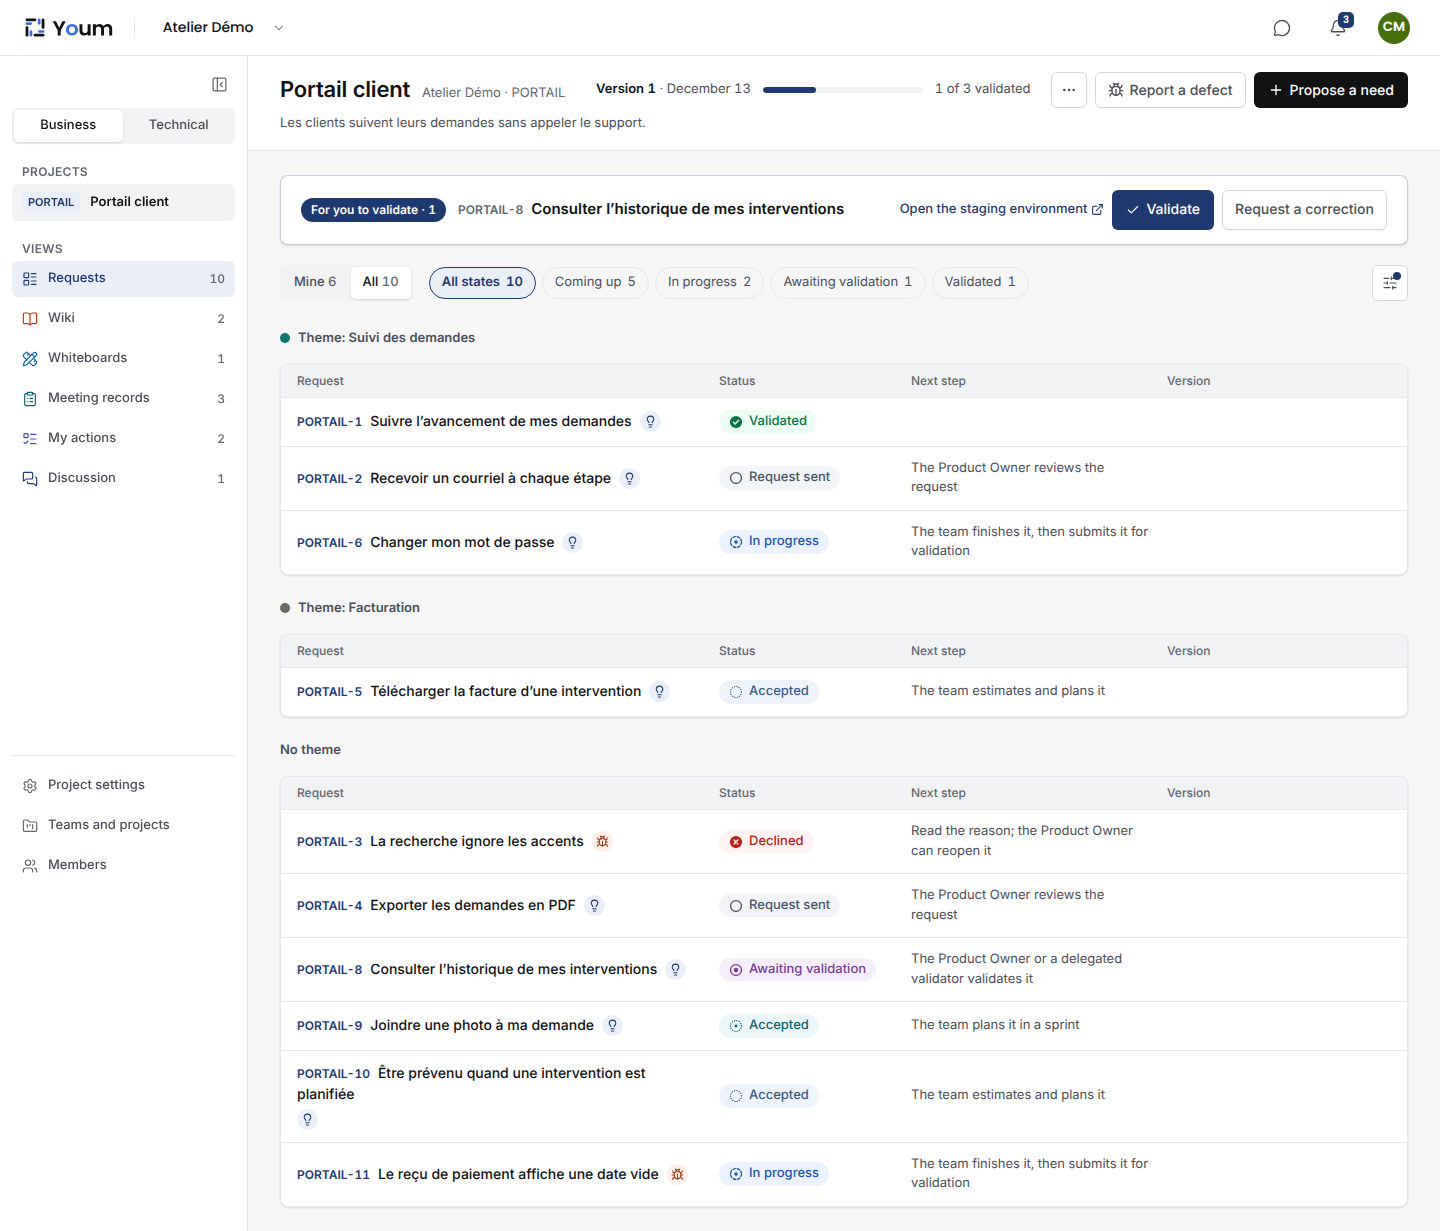 Youm
Atelier Démo
3
CM
Business
Technical
PROJECTS
PORTAIL Portail client
VIEWS
Requests 10
Wiki 2
Whiteboards 1
Meeting records 3
My actions 2
Discussion 1
Project settings
Teams and projects
Members
Portail client Atelier Démo · PORTAIL
Version 1 · December 13
1 of 3 validated
Report a defect
Propose a need
Les clients suivent leurs demandes sans appeler le support.
For you to validate · 1 PORTAIL-8 Consulter l’historique de mes interventions
Open the staging environment
Validate
Request a correction
Mine 6
All 10
All states 10
Coming up 5
In progress 2
Awaiting validation 1
Validated 1
Theme: Suivi des demandes
Request Status Next step Version
PORTAIL-1 Suivre l’avancement de mes demandes
Validated
PORTAIL-2 Recevoir un courriel à chaque étape
Request sent
The Product Owner reviews the
request
PORTAIL-6 Changer mon mot de passe
In progress
The team finishes it, then submits it for
validation
Theme: Facturation
Request Status Next step Version
PORTAIL-5 Télécharger la facture d’une intervention
Accepted
The team estimates and plans it
No theme
Request Status Next step Version
PORTAIL-3 La recherche ignore les accents
Declined
Read the reason; the Product Owner
can reopen it
PORTAIL-4 Exporter les demandes en PDF
Request sent
The Product Owner reviews the
request
PORTAIL-8 Consulter l’historique de mes interventions
Awaiting validation
The Product Owner or a delegated
validator validates it
PORTAIL-9 Joindre une photo à ma demande
Accepted
The team plans it in a sprint
PORTAIL-10 Être prévenu quand une intervention est
planifiée
Accepted
The team estimates and plans it
PORTAIL-11 Le reçu de paiement affiche une date vide
In progress
The team finishes it, then submits it for
validation